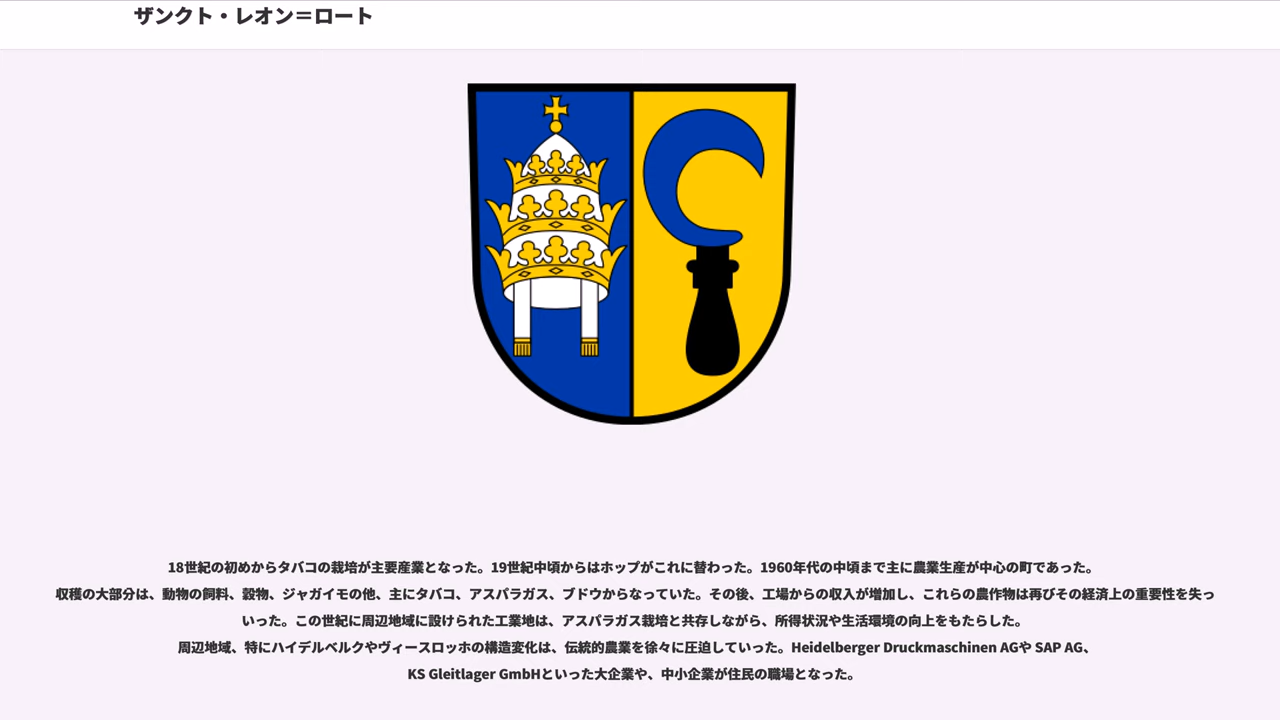 ザンクト・レオン＝ロート
18世紀の初めからタバコの栽培が主要産業となった。19世紀中頃からはホップがこれに替わった。1960年代の中頃まで主に農業生産が中心の町であった。
収穫の大部分は、動物の飼料、穀物、ジャガイモの他、主にタバコ、アスパラガス、ブドウからなっていた。その後、工場からの収入が増加し、これらの農作物は再びその経済上の重要性を失っ
いった。この世紀に周辺地域に設けられた工業地は、アスパラガス栽培と共存しながら、所得状況や生活環境の向上をもたらした。
周辺地域、特にハイデルベルクやヴィースロッホの構造変化は、伝統的農業を徐々に圧迫していった。Heidelberger Druckmaschinen AGや SAP AG、
KS Gleitlager GmbHといった大企業や、中小企業が住民の職場となった。